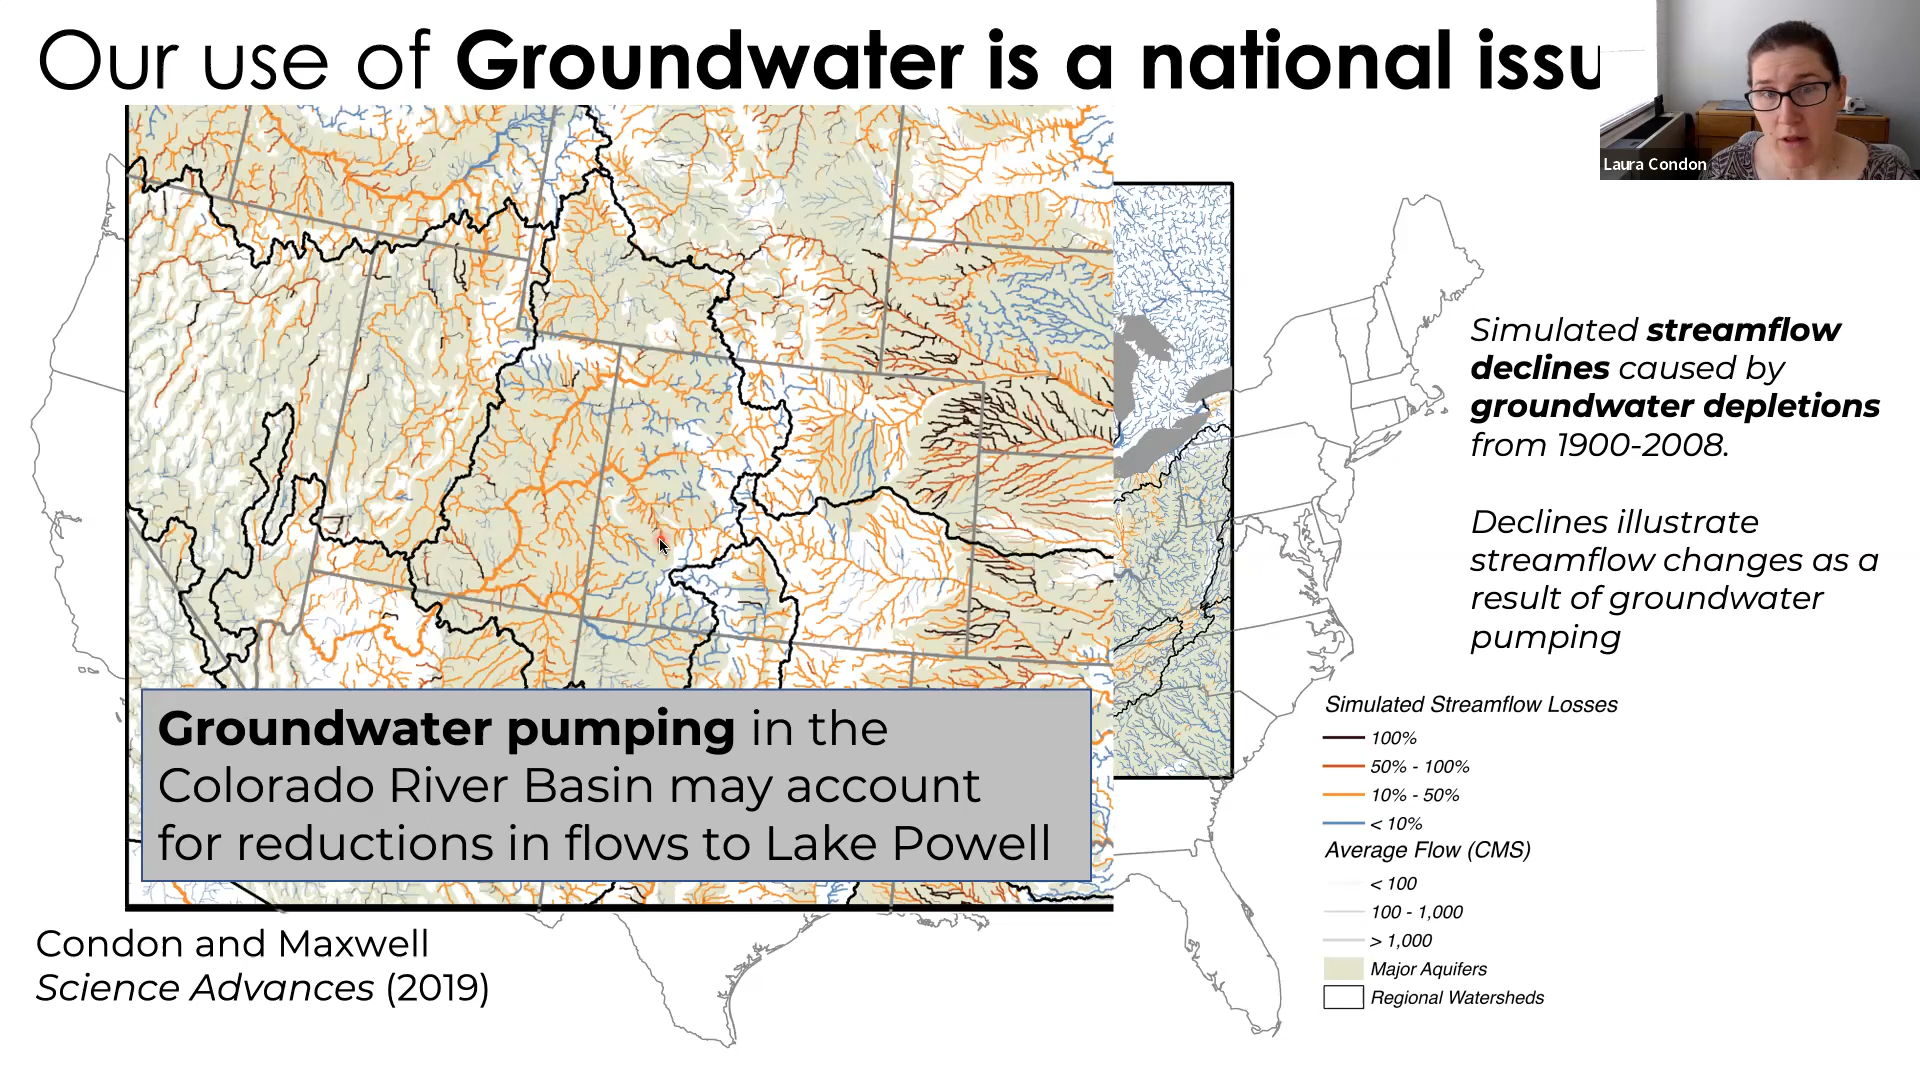 Our use of Groundwater is a national issu
Laura Condon
Simulated streamflow
declines caused by
groundwater depletions
from 1900-2008.
Declines illustrate
streamflow changes as a
result of groundwater
pumping
Groundwater pumping in the
Colorado River Basin may account
for reductions in flows to Lake Powell
Simulated Streamflow Losses
100%
50% - 100%
10% - 50%
< 10%
Average Flow (CMS)
< 100
100 - 1,000
> 1,000
Major Aquifers
Regional Watersheds
Condon and Maxwell
Science Advances (2019)